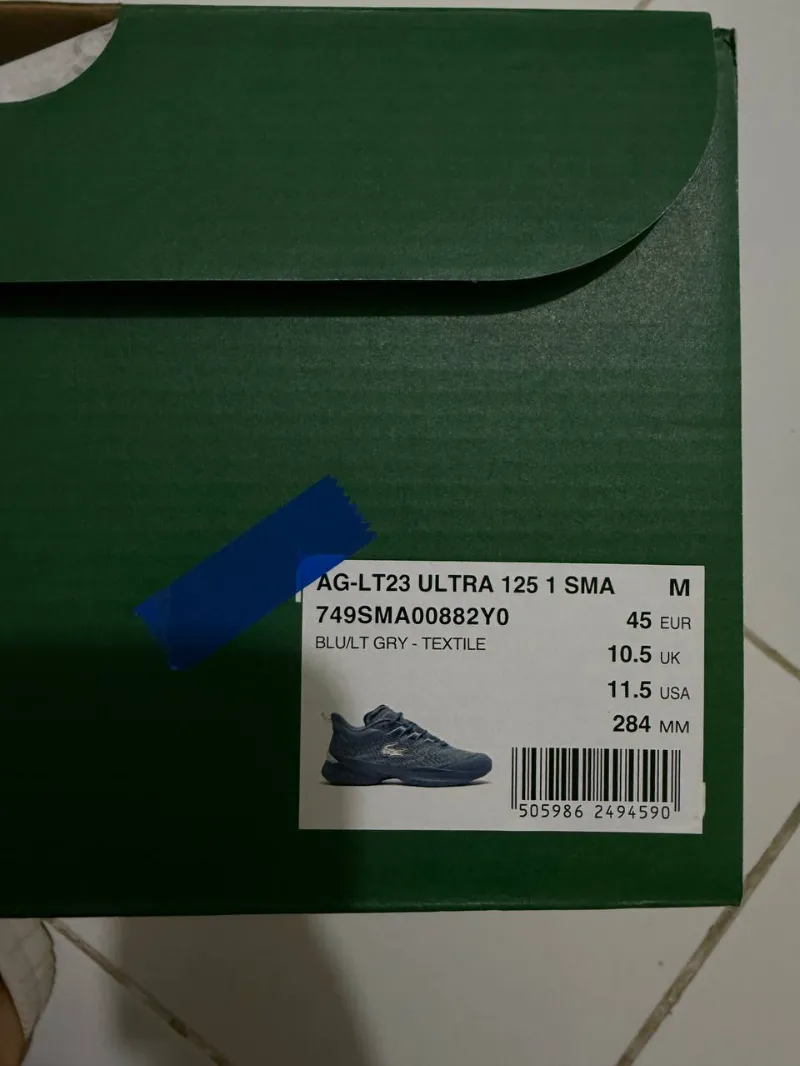 AG-LT23 ULTRA 125 1 SMA M
749SMA00882Y0
45 EUR
BLU/LT GRY - TEXTILE
10.5 UK
11.5 USA
284 MM
505986 2494590